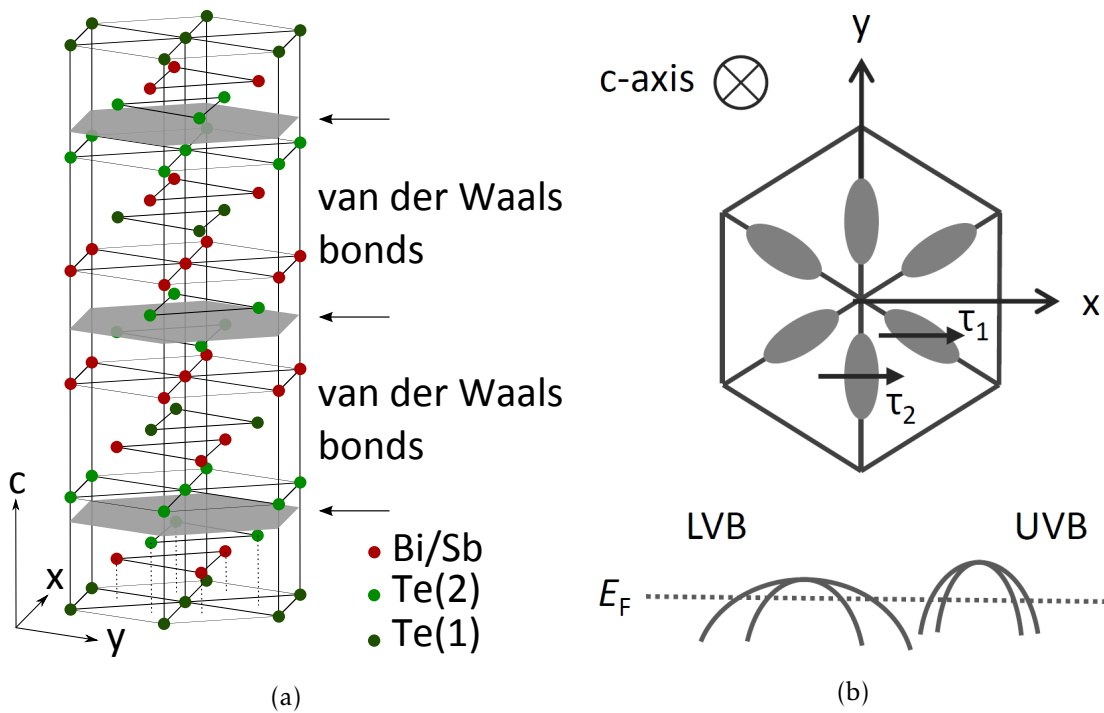 van der Waals
bonds
van der Waals
bonds
c
x
y
Bi/Sb
Te(2)
Te(1)
(a)
y
c-axis
x
τ1
τ2
LVB
UVB
EF
(b)